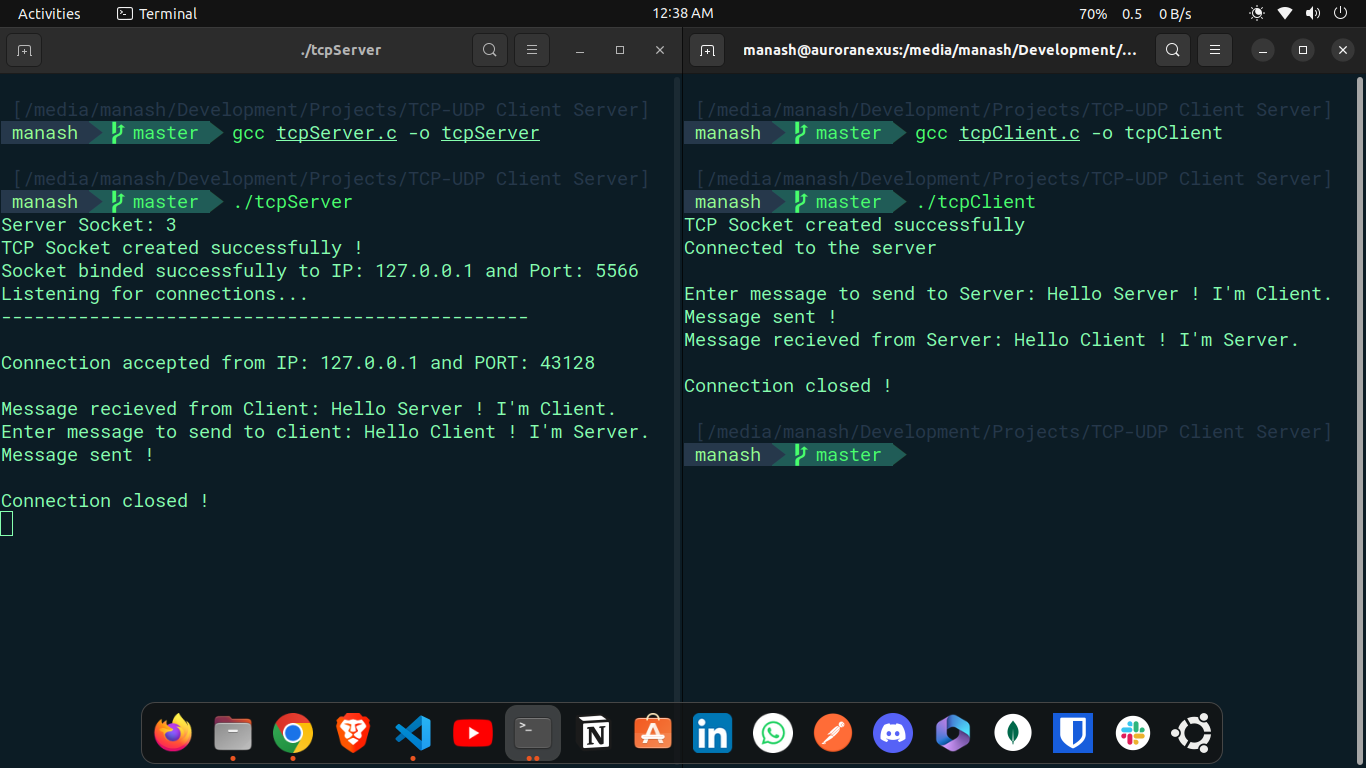 Activities Terminal 12:38 AM 70% 0.5 0 B/s
./tcpServer
[/media/manash/Development/Projects/TCP-UDP Client Server]
manash master gcc tcpServer.c -o tcpServer
[/media/manash/Development/Projects/TCP-UDP Client Server]
manash master ./tcpServer
Server Socket: 3
TCP Socket created successfully !
Socket binded successfully to IP: 127.0.0.1 and Port: 5566
Listening for connections...
------------------------------------------------
Connection accepted from IP: 127.0.0.1 and PORT: 43128
Message recieved from Client: Hello Server ! I'm Client.
Enter message to send to client: Hello Client ! I'm Server.
Message sent !
Connection closed !
manash@auroranexus:/media/manash/Development/...
[/media/manash/Development/Projects/TCP-UDP Client Server]
manash master gcc tcpClient.c -o tcpClient
[/media/manash/Development/Projects/TCP-UDP Client Server]
manash master ./tcpClient
TCP Socket created successfully
Connected to the server
Enter message to send to Server: Hello Server ! I'm Client.
Message sent !
Message recieved from Server: Hello Client ! I'm Server.
Connection closed !
[/media/manash/Development/Projects/TCP-UDP Client Server]
manash master